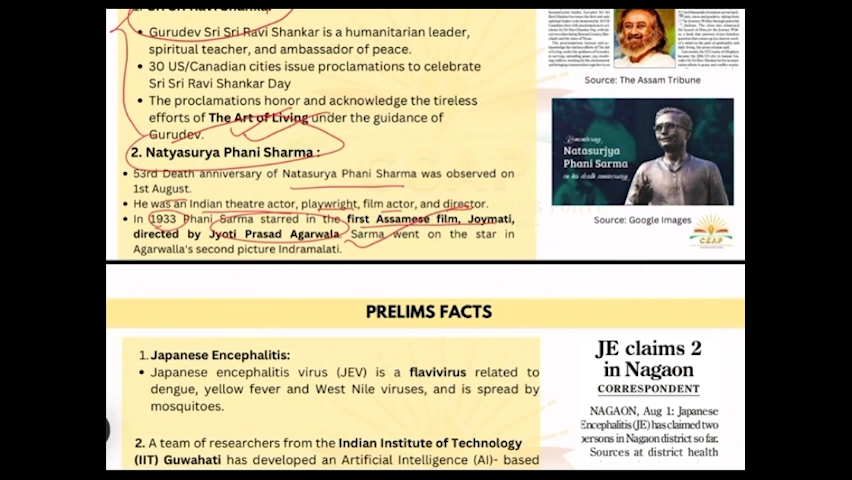 1. Sri Sri Ravi Shankar
Gurudev Sri Sri Ravi Shankar is a humanitarian leader,
spiritual teacher, and ambassador of peace.
30 US/Canadian cities issue proclamations to celebrate
Sri Sri Ravi Shankar Day
The proclamations honor and acknowledge the tireless
efforts of The Art of Living under the guidance of
Gurudev.
2. Natyasurya Phani Sharma :
53rd Death anniversary of Natasurya Phani Sharma was observed on
1st August.
He was an Indian theatre actor, playwright, film actor, and director.
In 1933 Phani Sarma starred in the first Assamese film, Joymati,
directed by Jyoti Prasad Agarwala. Sarma went on the star in
Agarwalla's second picture Indramalati.
Source: The Assam Tribune
Remembering
Natasurjya
Phani Sarma
on his death anniversary
Source: Google Images
CEAP
PRELIMS FACTS
1. Japanese Encephalitis:
Japanese encephalitis virus (JEV) is a flavivirus related to
dengue, yellow fever and West Nile viruses, and is spread by
mosquitoes.
2. A team of researchers from the Indian Institute of Technology
(IIT) Guwahati has developed an Artificial Intelligence (AI)- based
JE claims 2
in Nagaon
CORRESPONDENT
NAGAON, Aug 1: Japanese
Encephalitis (JE) has claimed two
persons in Nagaon district so far.
Sources at district health